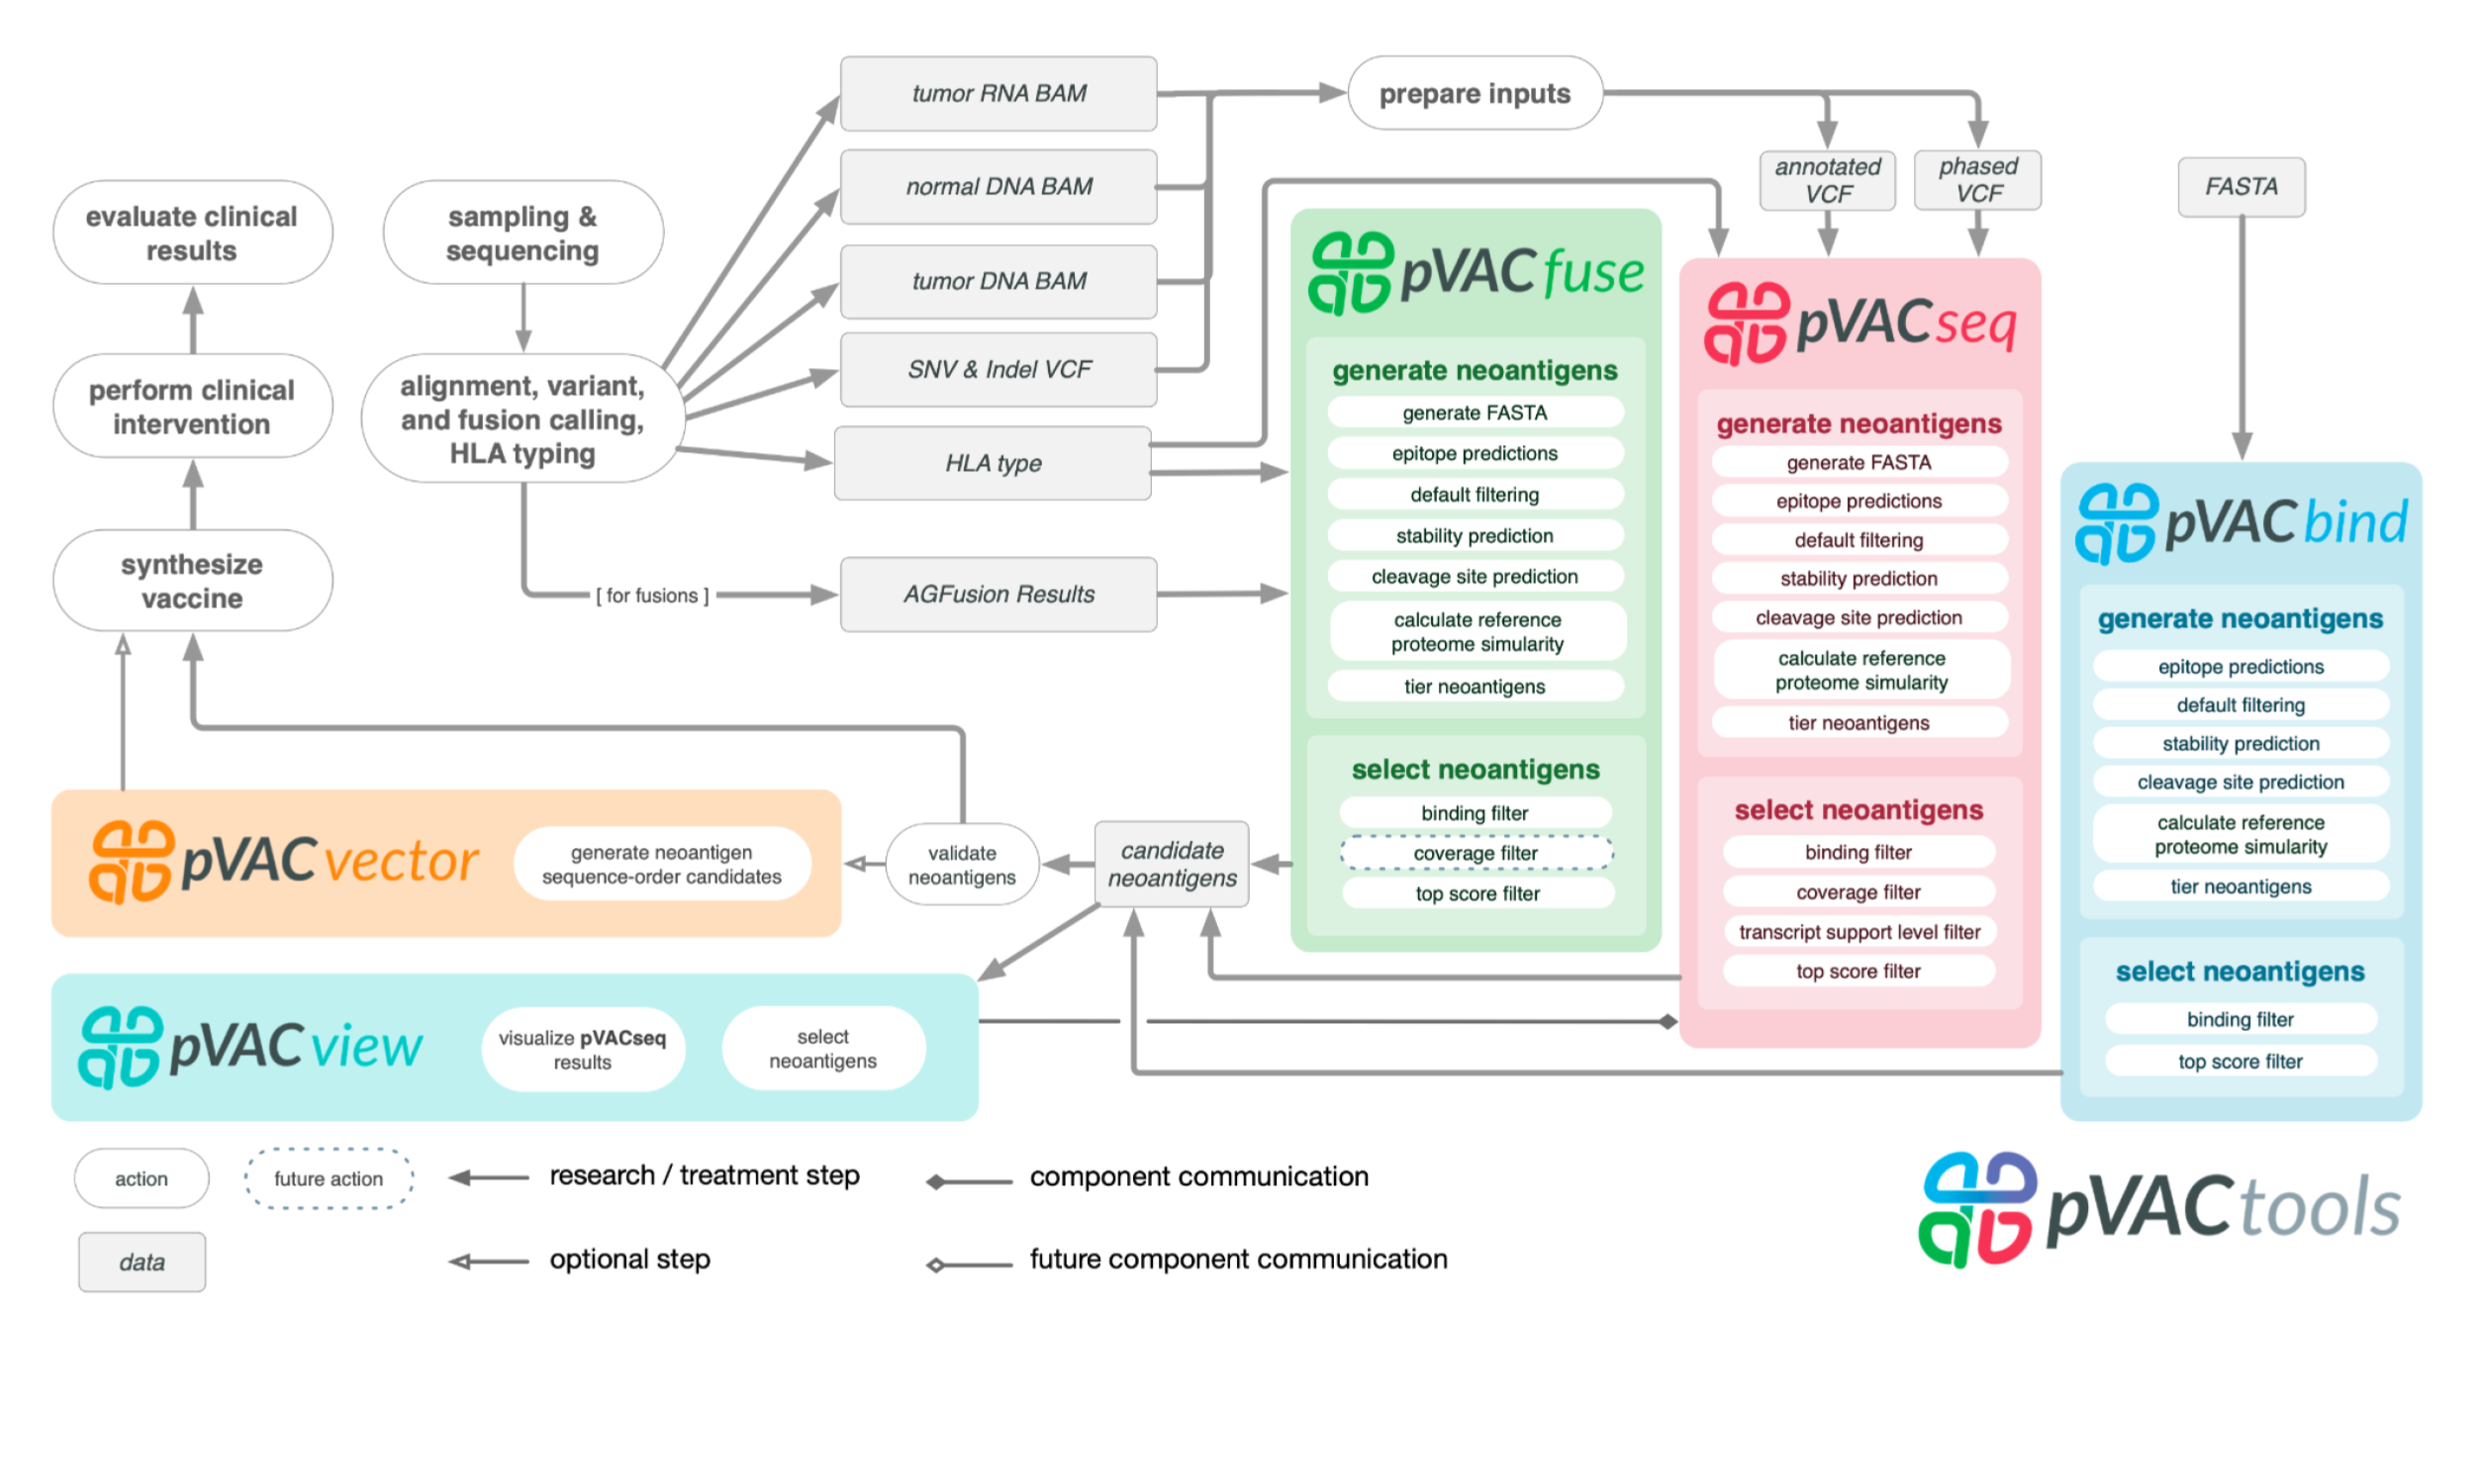 evaluate clinical
results
perform clinical
intervention
synthesize
vaccine
sampling &
sequencing
alignment, variant,
and fusion calling,
HLA typing
[ for fusions ]
tumor RNA BAM
normal DNA BAM
tumor DNA BAM
SNV & Indel VCF
HLA type
AGFusion Results
prepare inputs
annotated
VCF
phased
VCF
FASTA
pVACfuse
generate neoantigens
generate FASTA
epitope predictions
default filtering
stability prediction
cleavage site prediction
calculate reference
proteome simularity
tier neoantigens
select neoantigens
binding filter
coverage filter
top score filter
pVACseq
generate neoantigens
generate FASTA
epitope predictions
default filtering
stability prediction
cleavage site prediction
calculate reference
proteome simularity
tier neoantigens
select neoantigens
binding filter
coverage filter
transcript support level filter
top score filter
pVACbind
generate neoantigens
epitope predictions
default filtering
stability prediction
cleavage site prediction
calculate reference
proteome simularity
tier neoantigens
select neoantigens
binding filter
top score filter
candidate
neoantigens
validate
neoantigens
pVACvector
generate neoantigen
sequence-order candidates
pVACview
visualize pVACseq
results
select
neoantigens
action
future action
research / treatment step
component communication
data
optional step
future component communication
pVACtools